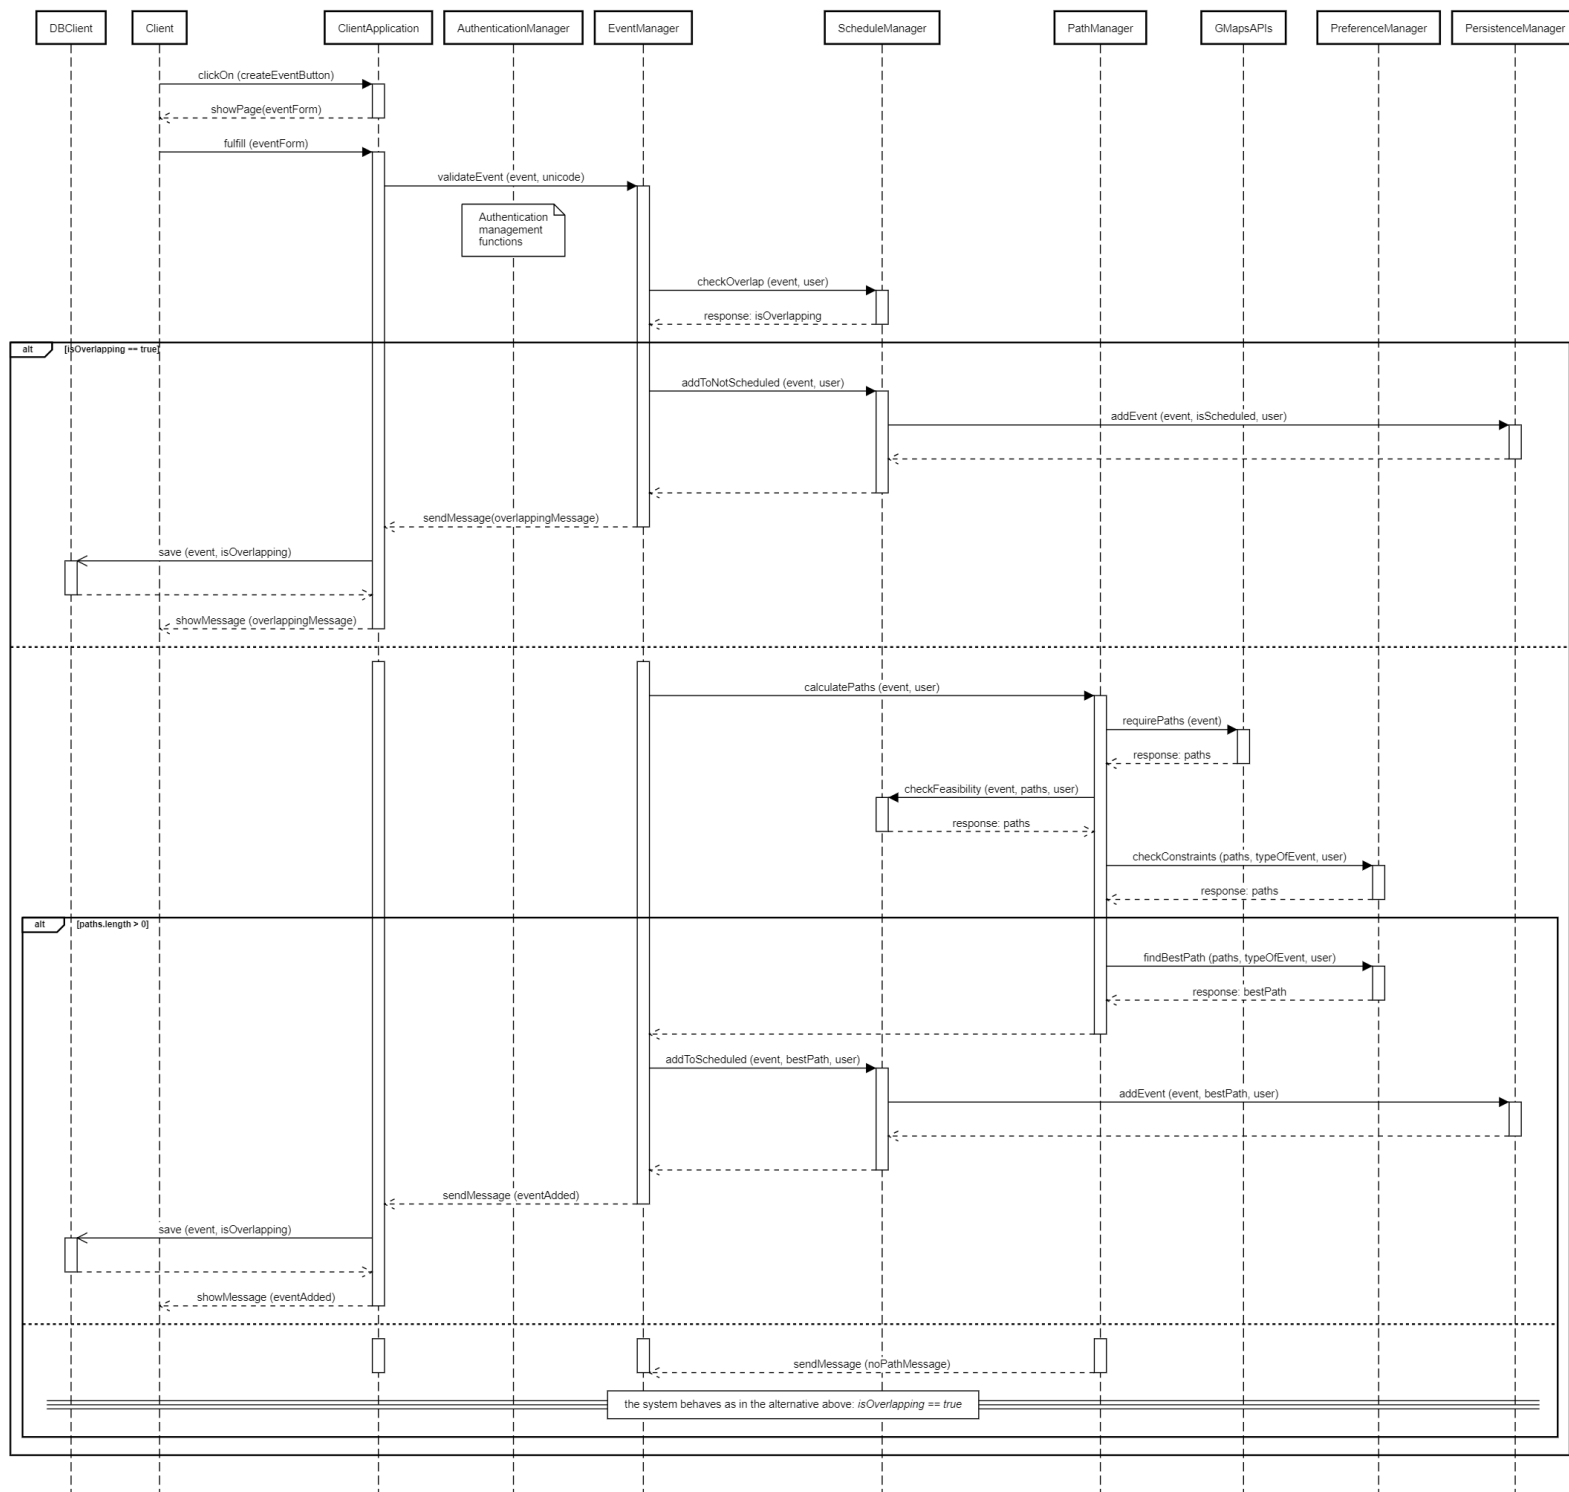 DBClient
Client
ClientApplication
AuthenticationManager
EventManager
ScheduleManager
PathManager
GMapsAPIs
PreferenceManager
PersistenceManager
clickOn (createEventButton)
showPage(eventForm)
fulfill (eventForm)
validateEvent (event, unicode)
Authentication
management
functions
checkOverlap (event, user)
response: isOverlapping
alt
[isOverlapping == true]
addToNotScheduled (event, user)
addEvent (event, isScheduled, user)
sendMessage(overlappingMessage)
save (event, isOverlapping)
showMessage (overlappingMessage)
calculatePaths (event, user)
requirePaths (event)
response: paths
checkFeasibility (event, paths, user)
response: paths
checkConstraints (paths, typeOfEvent, user)
response: paths
alt
[paths.length > 0]
findBestPath (paths, typeOfEvent, user)
response: bestPath
addToScheduled (event, bestPath, user)
addEvent (event, bestPath, user)
sendMessage (eventAdded)
save (event, isOverlapping)
showMessage (eventAdded)
sendMessage (noPathMessage)
the system behaves as in the alternative above: isOverlapping == true